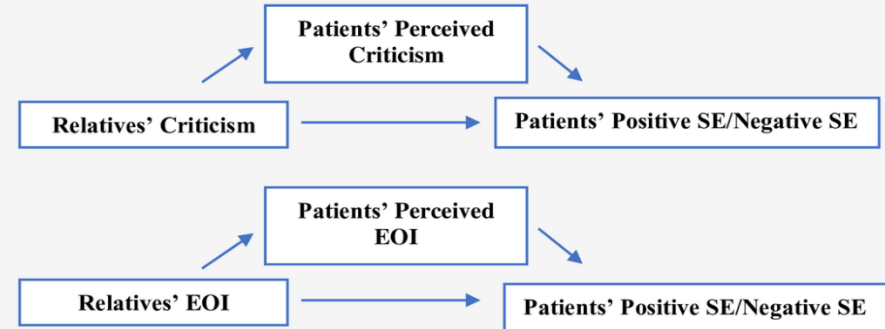 Patients’ Perceived
Criticism
Relatives’ Criticism
Patients’ Positive SE/Negative SE
Patients’ Perceived
EOI
Relatives’ EOI
Patients’ Positive SE/Negative SE